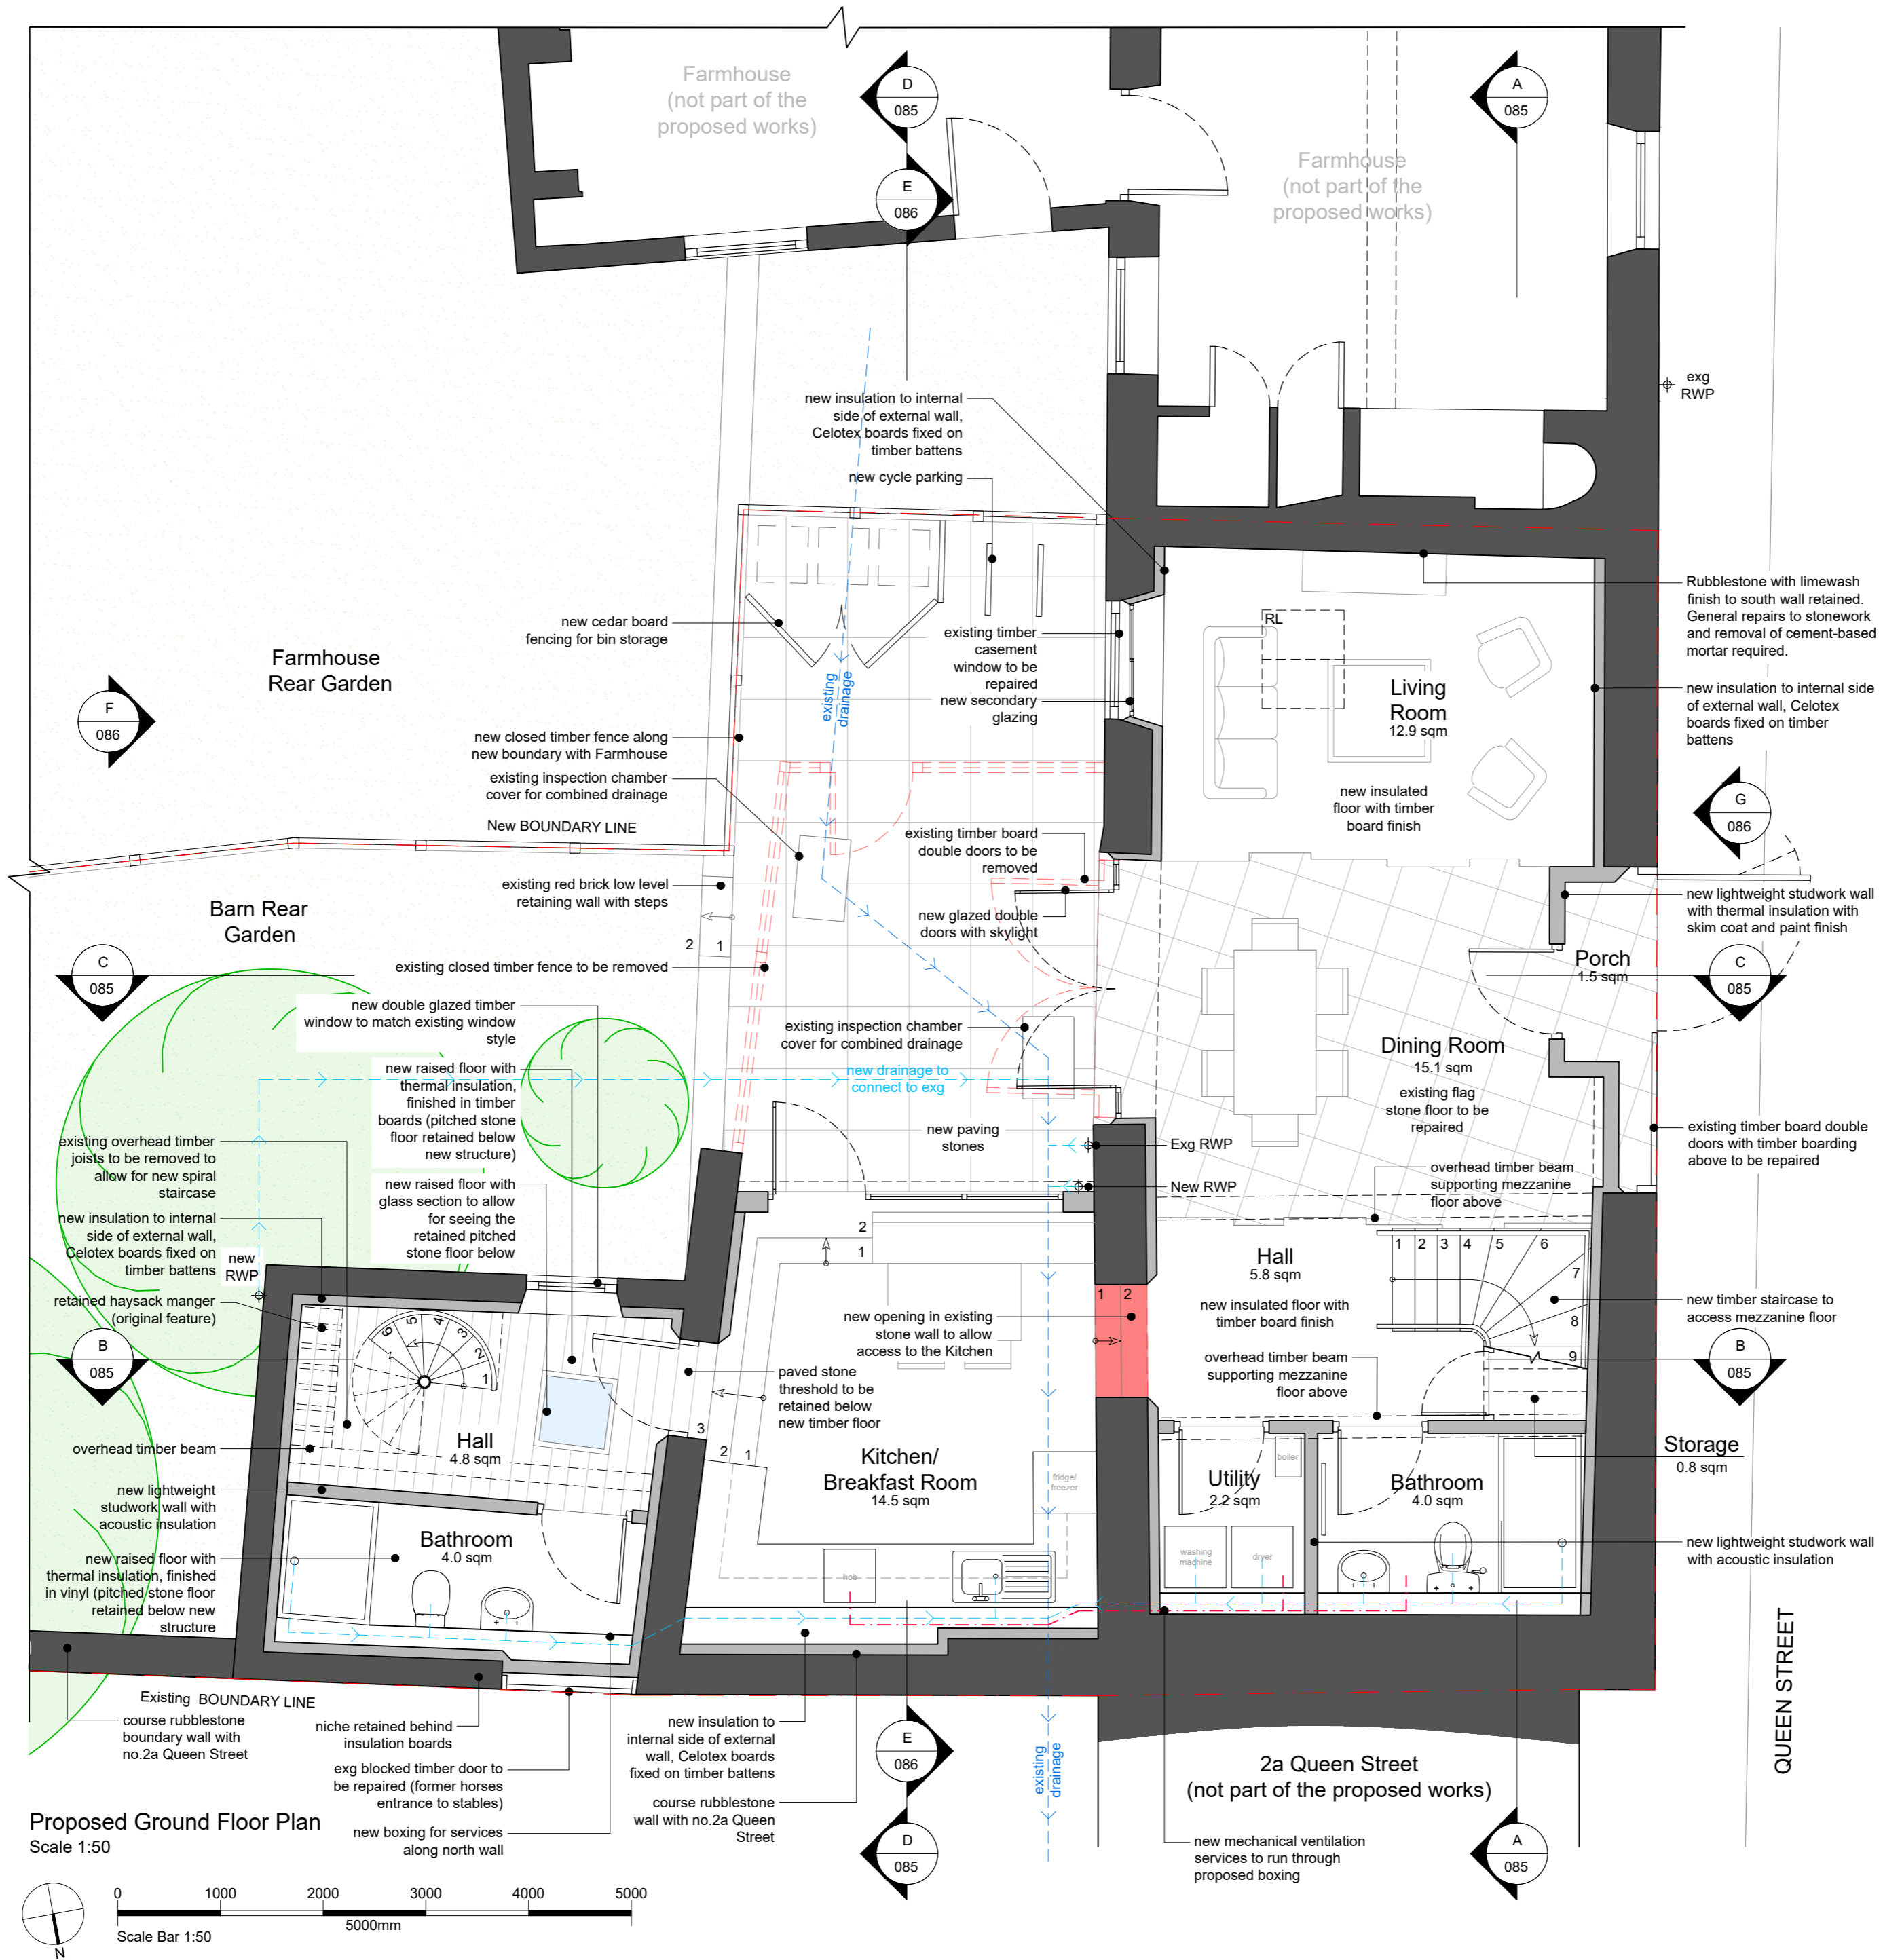 Farmhouse
(not part of the
proposed works)
D
085
A
085
E
086
Farmhouse
(not part of the
proposed works)
exg
RWP
new insulation to internal
side of external wall,
Celotex boards fixed on
timber battens
new cycle parking
Rubblestone with limewash
finish to south wall retained.
General repairs to stonework
and removal of cement-based
mortar required.
new cedar board
fencing for bin storage
existing timber
casement
window to be
repaired
new secondary
glazing
RL
Farmhouse
Rear Garden
F
086
existing
drainage
Living
Room
12.9 sqm
new insulation to internal side
of external wall, Celotex
boards fixed on timber
battens
new closed timber fence along
new boundary with Farmhouse
existing inspection chamber
cover for combined drainage
New BOUNDARY LINE
new insulated
floor with timber
board finish
G
086
existing timber board
double doors to be
removed
existing red brick low level
retaining wall with steps
new glazed double
doors with skylight
new lightweight studwork wall
with thermal insulation with
skim coat and paint finish
Barn Rear
Garden
2
1
C
085
existing closed timber fence to be removed
Porch
1.5 sqm
C
085
new double glazed timber
window to match existing window
style
existing inspection chamber
cover for combined drainage
Dining Room
15.1 sqm
existing flag
stone floor to be
repaired
new raised floor with
thermal insulation,
finished in timber
boards (pitched stone
floor retained below
new structure)
new drainage to
connect to exg
existing overhead timber
joists to be removed to
allow for new spiral
staircase
new paving
stones
Exg RWP
existing timber board double
doors with timber boarding
above to be repaired
new raised floor with
glass section to allow
for seeing the
retained pitched
stone floor below
New RWP
overhead timber beam
supporting mezzanine
floor above
new insulation to internal
side of external wall,
Celotex boards fixed on
timber battens
new
RWP
2
1
Hall
5.8 sqm
1
2
3
4
5
6
7
8
9
retained haysack manger
(original feature)
new opening in existing
stone wall to allow
access to the Kitchen
1
2
new insulated floor with
timber board finish
new timber staircase to
access mezzanine floor
B
085
6
5
4
3
2
1
paved stone
threshold to be
retained below
new timber floor
overhead timber beam
supporting mezzanine
floor above
B
085
overhead timber beam
Hall
4.8 sqm
3
2
1
Kitchen/
Breakfast Room
14.5 sqm
fridge/
freezer
Utility
2.2 sqm
boiler
Bathroom
4.0 sqm
Storage
0.8 sqm
new lightweight
studwork wall with
acoustic insulation
Bathroom
4.0 sqm
new raised floor with
thermal insulation, finished
in vinyl (pitched stone floor
retained below new
structure
hob
washing
machine
dryer
new lightweight studwork wall
with acoustic insulation
QUEEN STREET
Existing BOUNDARY LINE
course rubblestone
boundary wall with
no.2a Queen Street
niche retained behind
insulation boards
exg blocked timber door to
be repaired (former horses
entrance to stables)
new boxing for services
along north wall
new insulation to
internal side of external
wall, Celotex boards
fixed on timber battens
course rubblestone
wall with no.2a Queen
Street
E
086
D
085
existing
drainage
2a Queen Street
(not part of the proposed works)
new mechanical ventilation
services to run through
proposed boxing
A
085
Proposed Ground Floor Plan
Scale 1:50
N
0
1000
2000
3000
4000
5000
5000mm
Scale Bar 1:50